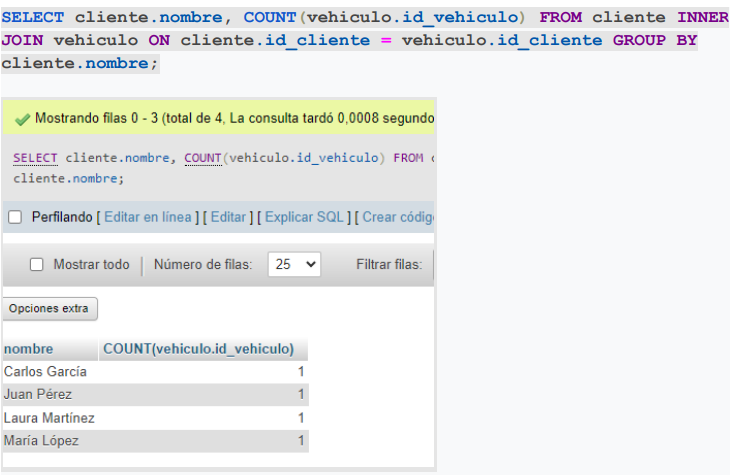 SELECT cliente.nombre, COUNT(vehiculo.id_vehiculo) FROM cliente INNER
JOIN vehiculo ON cliente.id_cliente = vehiculo.id_cliente GROUP BY
cliente.nombre;
Mostrando filas 0 - 3 (total de 4, La consulta tardó 0,0008 segundo
SELECT cliente.nombre, COUNT(vehiculo.id_vehiculo) FROM c
cliente.nombre;
Perfilando [ Editar en línea ] [ Editar ] [ Explicar SQL ] [ Crear códig
Mostrar todo | Número de filas: 25 Filtrar filas:
Opciones extra
nombre COUNT(vehiculo.id_vehiculo)
Carlos García 1
Juan Pérez 1
Laura Martínez 1
María López 1